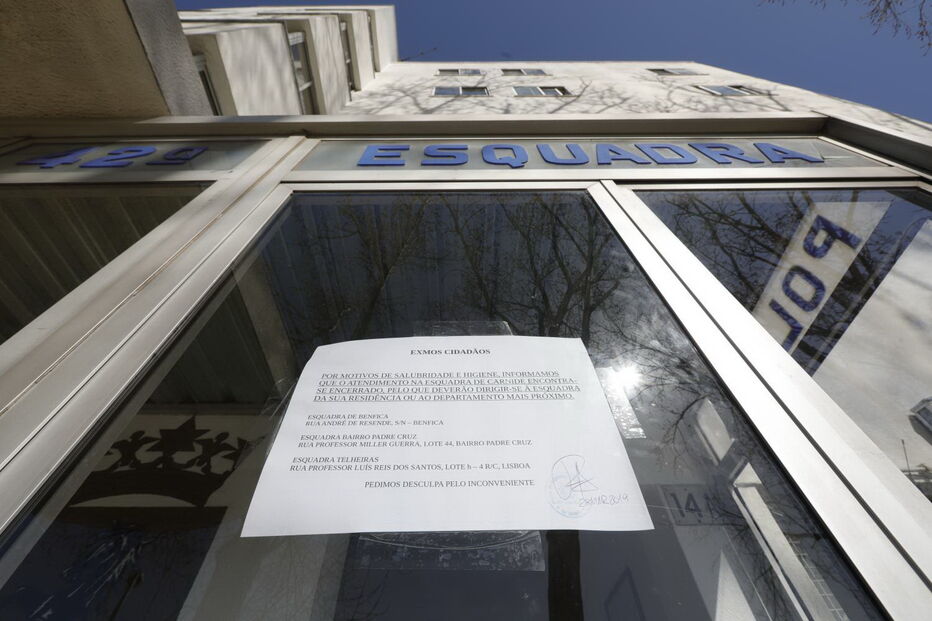 42ª
ESQUADRA
POL
EXMOS CIDADÃOS
POR MOTIVOS DE SALUBRIDADE E HIGIENE, INFORMAMOS
QUE O ATENDIMENTO NA ESQUADRA DE CARNIDE ENCONTRA-
SE ENCERRADO, PELO QUE DEVERÃO DIRIGIR-SE À ESQUADRA
DA SUA RESIDÊNCIA OU AO DEPARTAMENTO MAIS PRÓXIMO.
ESQUADRA DE BENFICA
RUA ANDRÉ DE RESENDE, S/N – BENFICA
ESQUADRA BAIRRO PADRE CRUZ
RUA PROFESSOR MILLER GUERRA, LOTE 44, BAIRRO PADRE CRUZ
ESQUADRA TELHEIRAS
RUA PROFESSOR LUÍS REIS DOS SANTOS, LOTE h – 4 R/C, LISBOA
PEDIMOS DESCULPA PELO INCONVENIENTE
28MAR2019